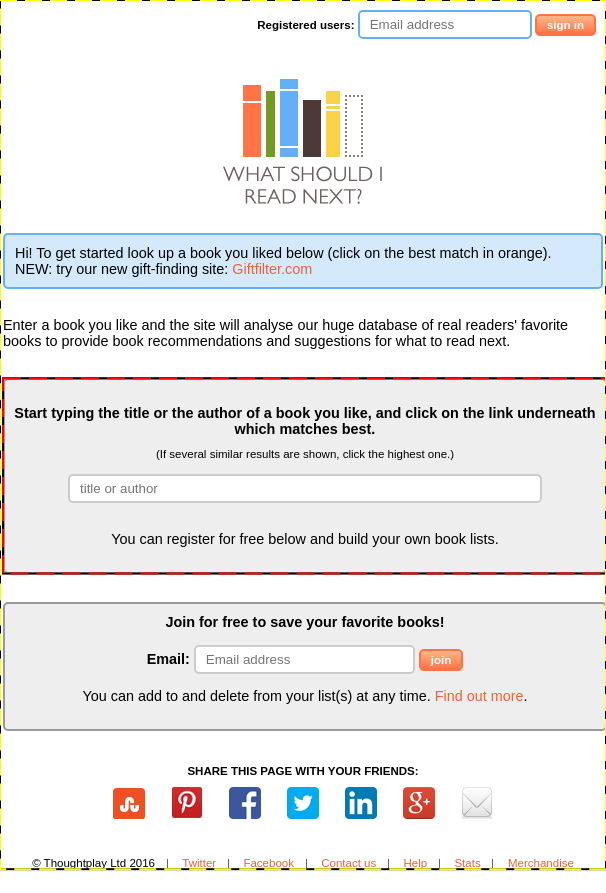 Registered users: Email address sign in
WHAT SHOULD I
READ NEXT?
Hi! To get started look up a book you liked below (click on the best match in orange).
NEW: try our new gift-finding site: Giftfilter.com
Enter a book you like and the site will analyse our huge database of real readers' favorite
books to provide book recommendations and suggestions for what to read next.
Start typing the title or the author of a book you like, and click on the link underneath
which matches best.
(If several similar results are shown, click the highest one.)
title or author
You can register for free below and build your own book lists.
Join for free to save your favorite books!
Email: Email address join
You can add to and delete from your list(s) at any time. Find out more.
SHARE THIS PAGE WITH YOUR FRIENDS:
© Thoughtplay Ltd 2016 | Twitter | Facebook | Contact us | Help | Stats | Merchandise